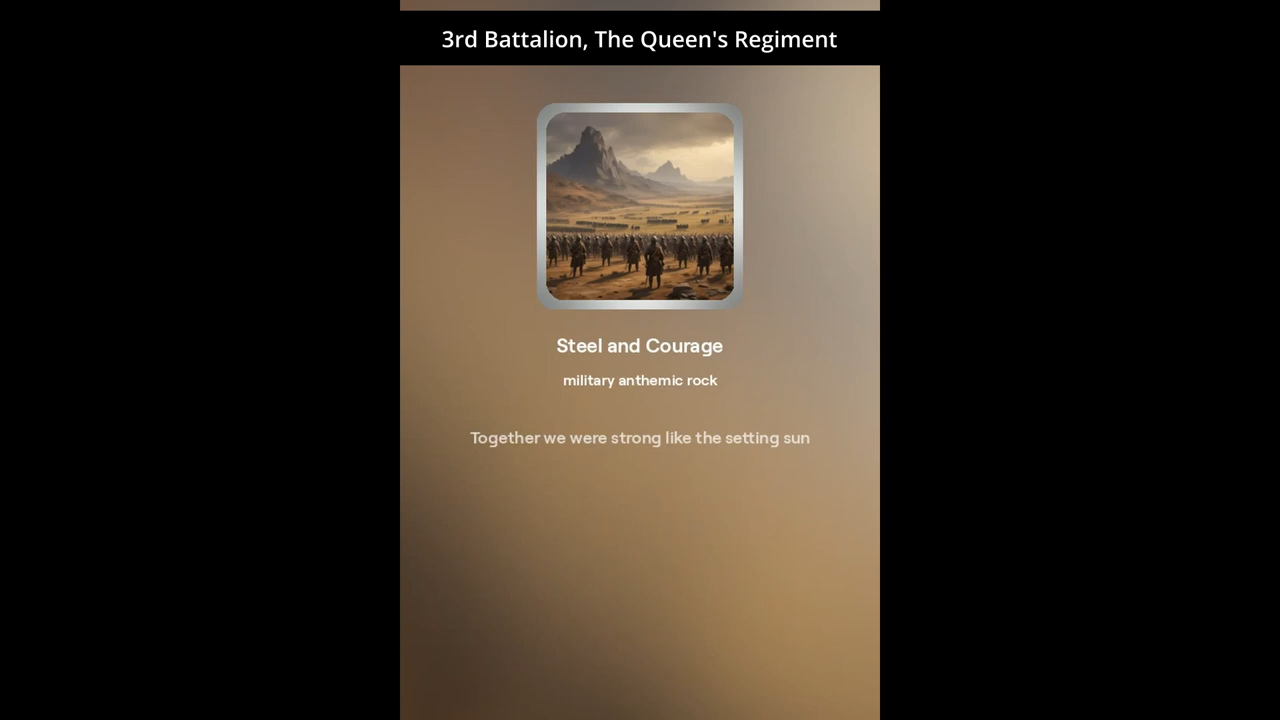 3rd Battalion, The Queen's Regiment
Steel and Courage
military anthemic rock
Together we were strong like the setting sun